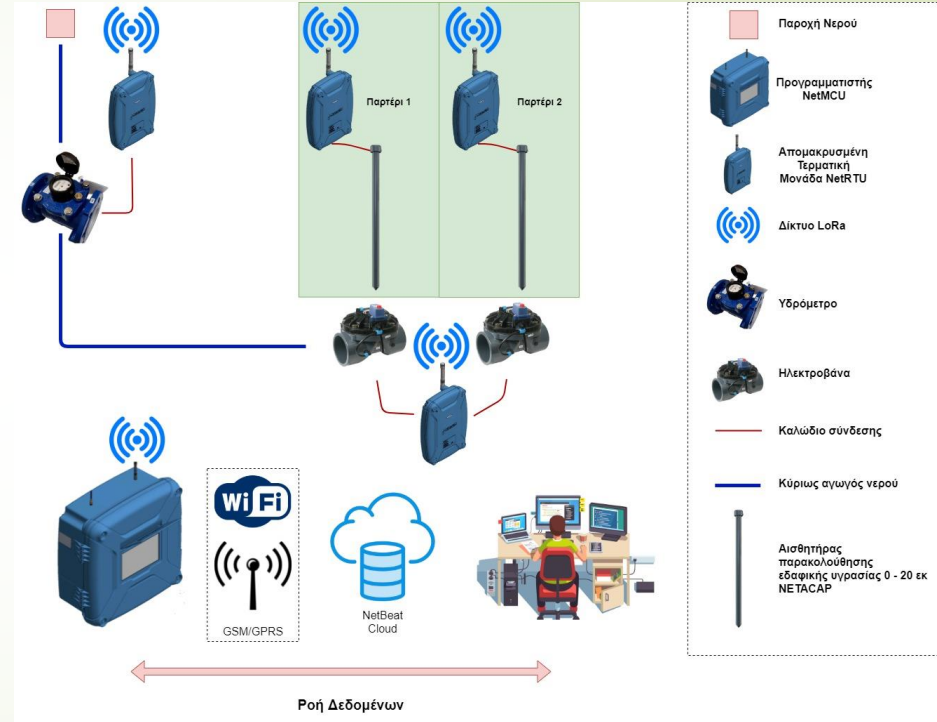 Παρτέρι 1
Παρτέρι 2
WiFi
GSM/GPRS
NetBeat
Cloud
Ροή Δεδομένων
Παροχή Νερού
Προγραμματιστής
NetMCU
Απομακρυσμένη
Τερματική
Μονάδα NetRTU
Δίκτυο LoRa
Υδρόμετρο
Ηλεκτροβάνα
Καλώδιο σύνδεσης
Κύριως αγωγός νερού
Αισθητήρας
παρακολούθησης
εδαφικής υγρασίας 0 - 20 εκ
NETACAP